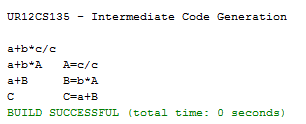 UR12CS135 - Intermediate Code Generation
a+b*c/c
a+b*A A=c/c
a+B B=b*A
C C=a+B
BUILD SUCCESSFUL (total time: 0 seconds)